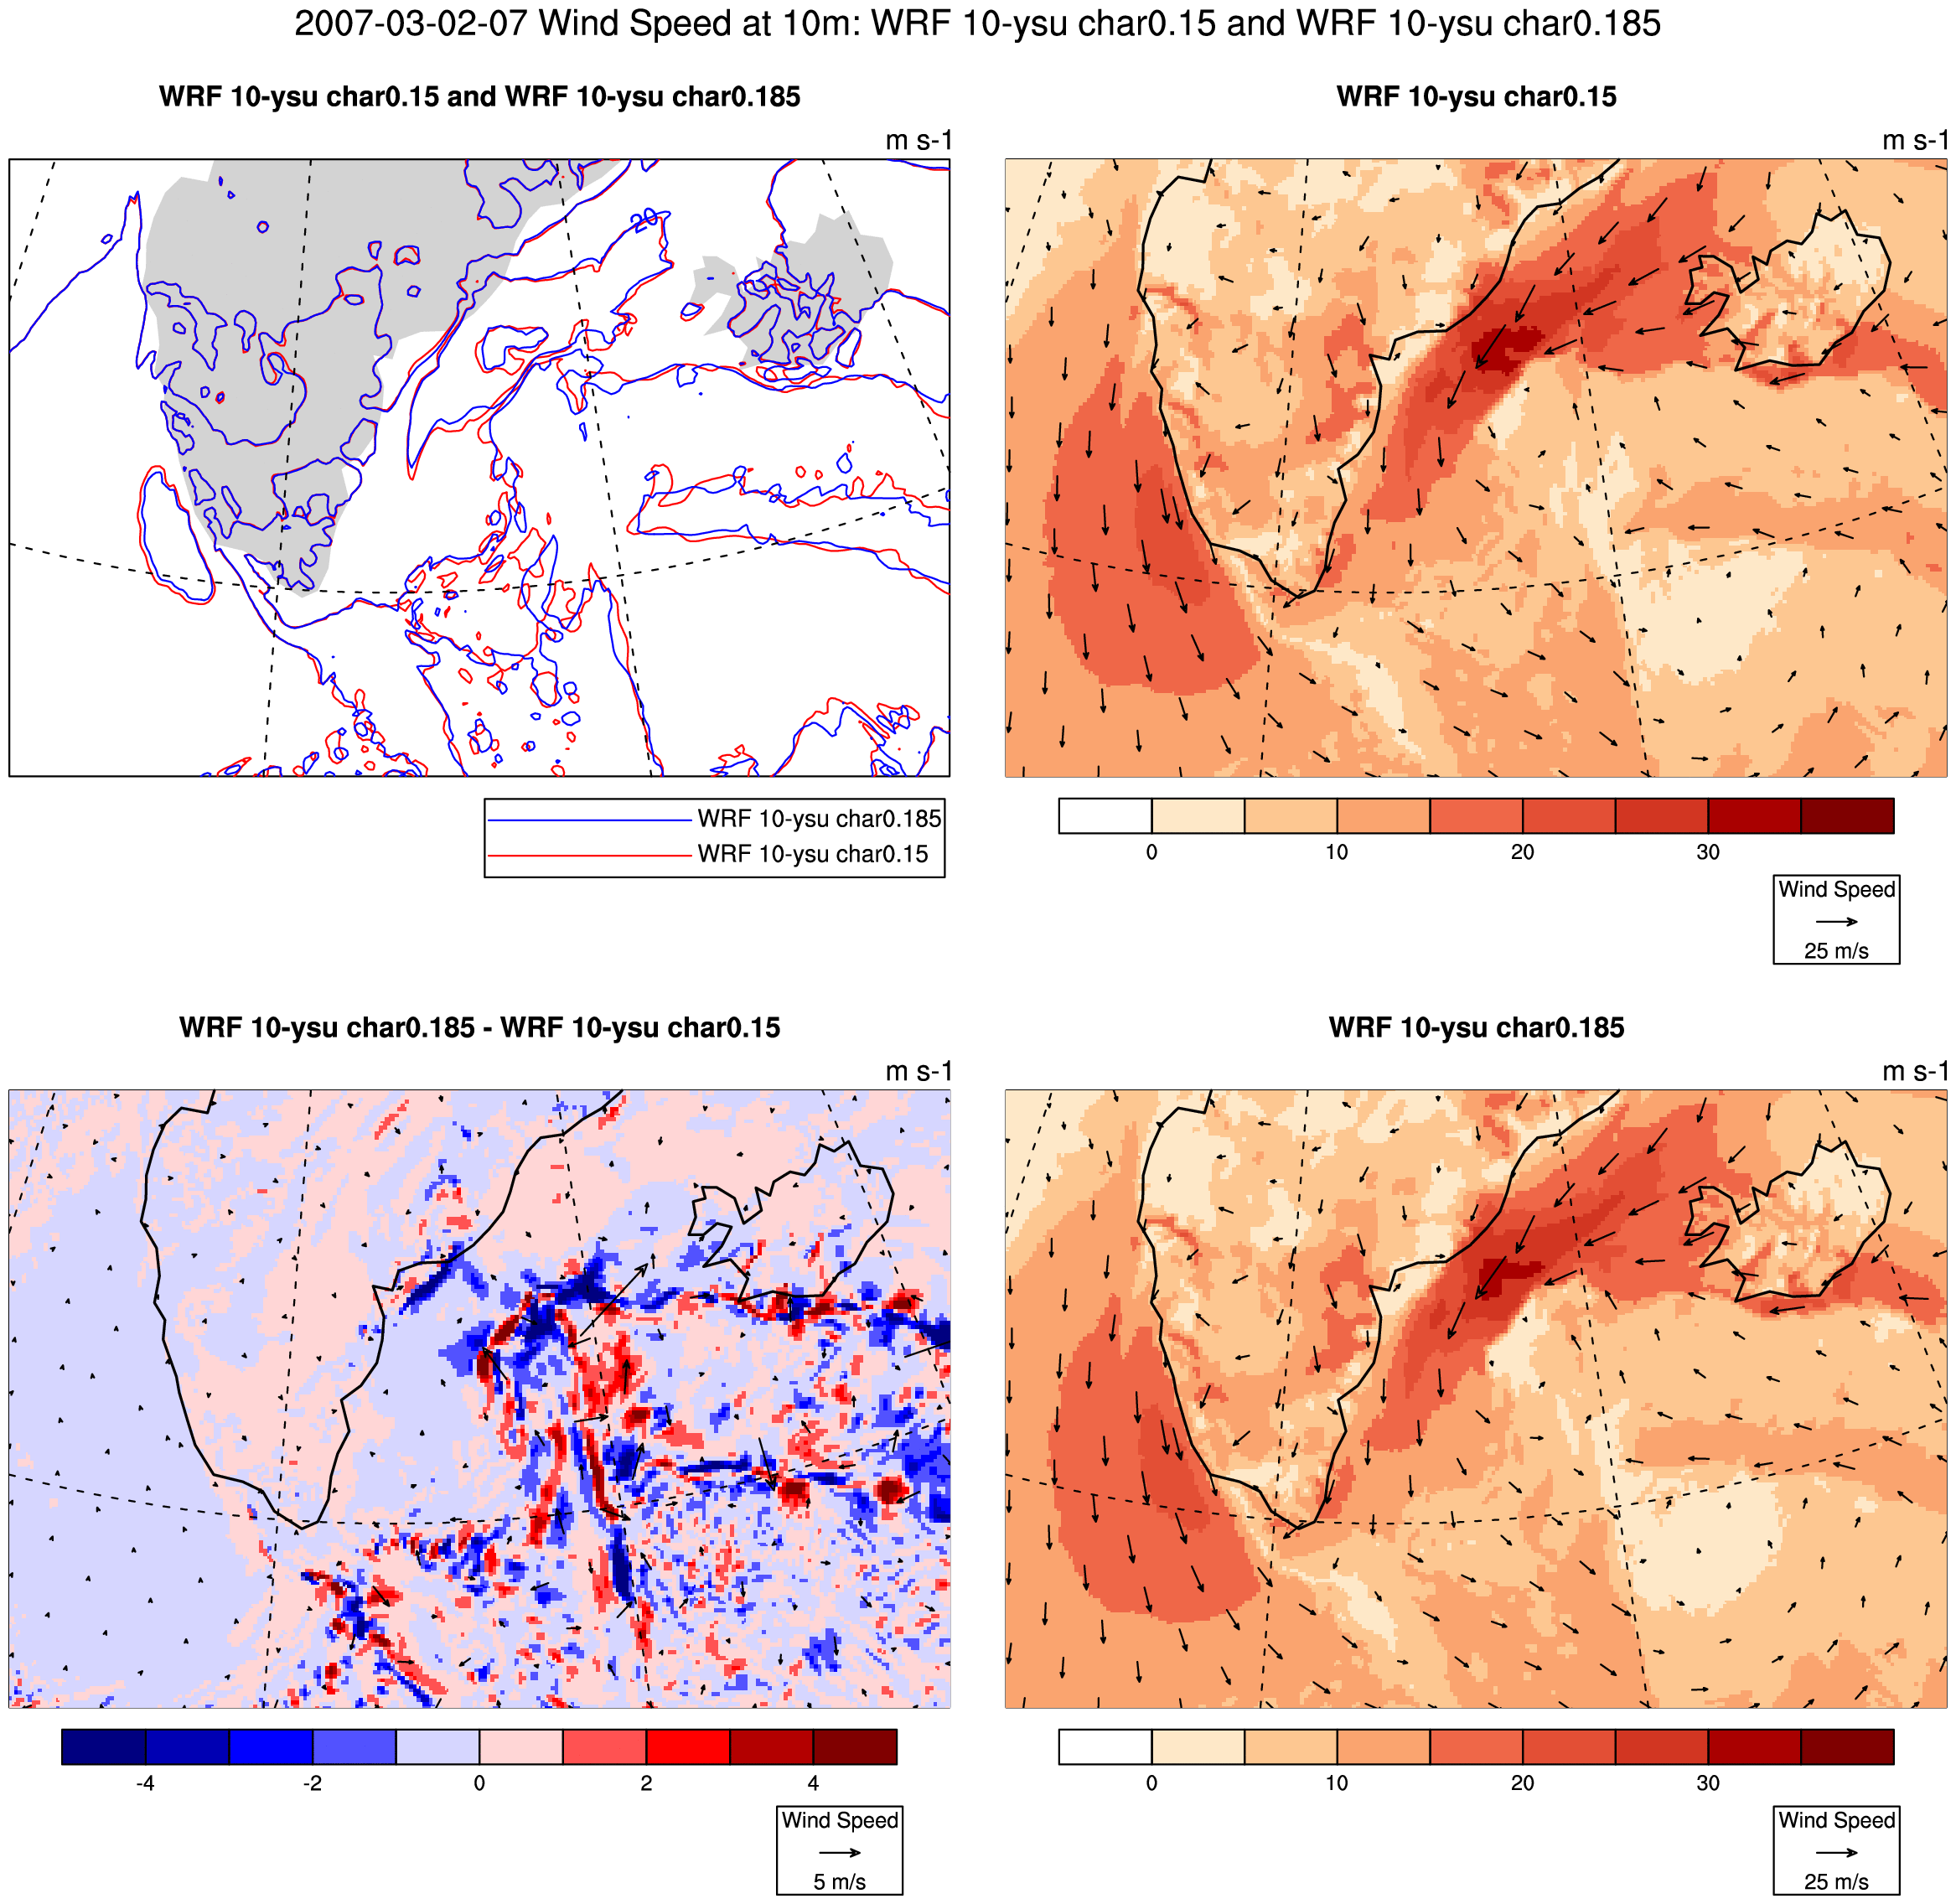 2007-03-02-07 Wind Speed at 10m: WRF 10-ysu char0.15 and WRF 10-ysu char0.185
WRF 10-ysu char0.15 and WRF 10-ysu char0.185
m s-1
20
WRF 10-ysu char0.185
WRF 10-ysu char0.15
WRF 10-ysu char0.15
m s-1
0 10 20 30
Wind Speed
25 m/s
WRF 10-ysu char0.185 - WRF 10-ysu char0.15
m s-1
-4 -2 0 2 4
Wind Speed
5 m/s
WRF 10-ysu char0.185
m s-1
0 10 20 30
Wind Speed
25 m/s